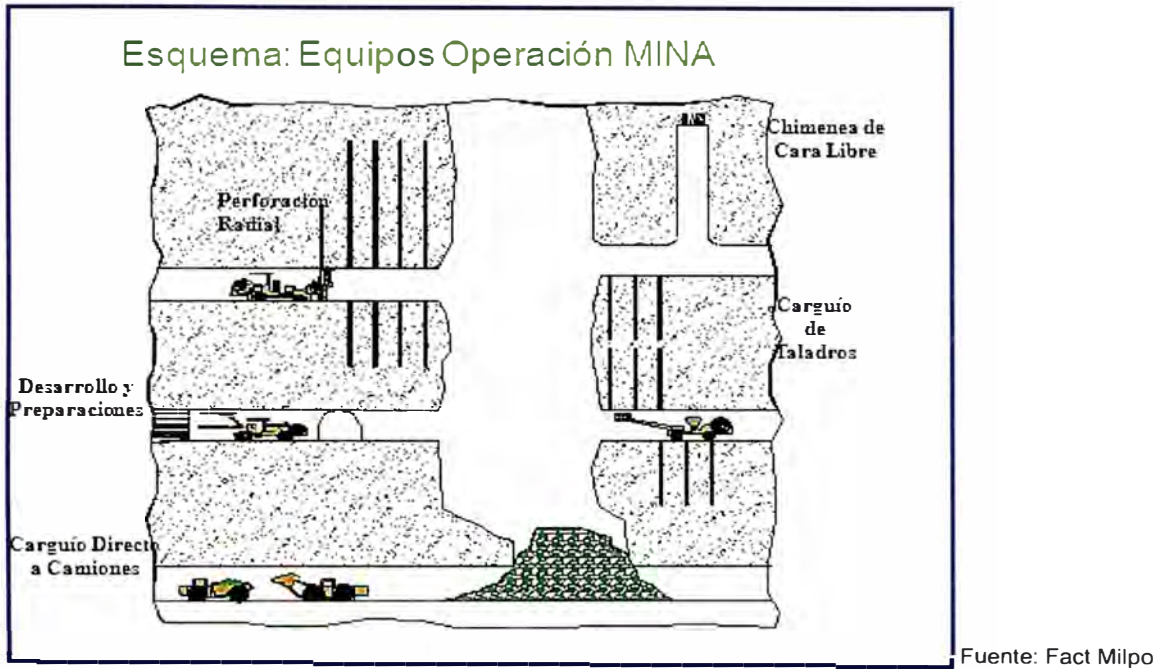 Esquema: Equipos Operación MINA
Chimenea de
Cara Libre
Perforación
Radial
Carguío
de
Taladros
Desarrollo y
Preparaciones
Carguío Directo
a Camiones
Fuente: Fact Milpo